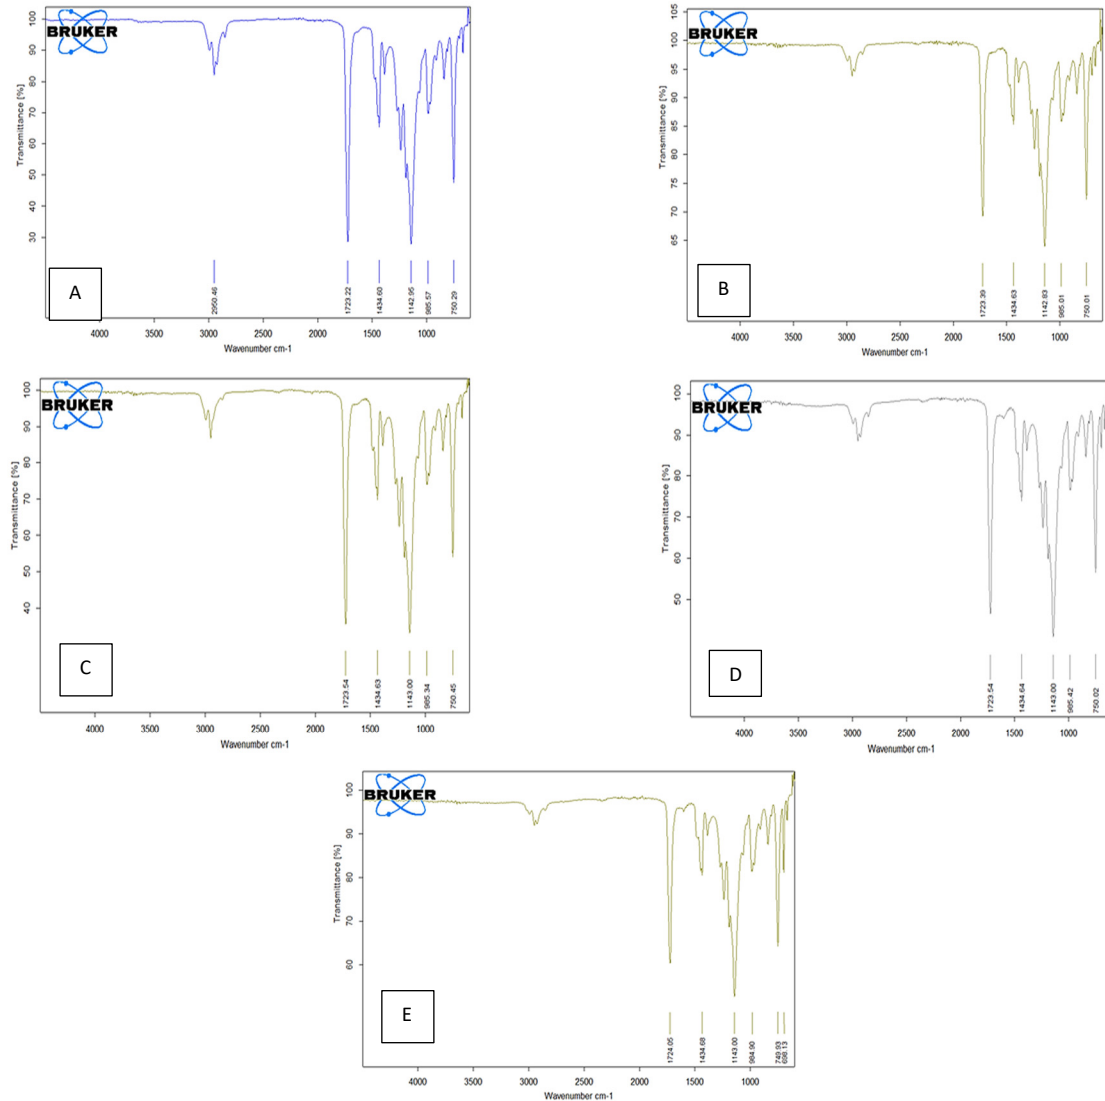 BRUKER
Transmittance [%]
100
90
80
70
60
50
40
30
2950.46
1723.22
1434.60
1142.95
985.57
750.29
A
4000 3500 3000 2500 2000 1500 1000
Wavenumber cm-1
BRUKER
Transmittance [%]
105
100
95
90
85
80
75
70
65
1723.39
1434.63
1142.83
985.01
750.01
B
4000 3500 3000 2500 2000 1500 1000
Wavenumber cm-1
BRUKER
Transmittance [%]
100
90
80
70
60
50
40
1723.54
1434.63
1143.00
985.34
750.45
C
4000 3500 3000 2500 2000 1500 1000
Wavenumber cm-1
BRUKER
Transmittance [%]
100
90
80
70
60
50
1723.54
1434.64
1143.00
985.42
750.02
D
4000 3500 3000 2500 2000 1500 1000
Wavenumber cm-1
BRUKER
Transmittance [%]
100
90
80
70
60
1724.05
1434.68
1143.00
984.90
749.93
698.13
E
4000 3500 3000 2500 2000 1500 1000
Wavenumber cm-1